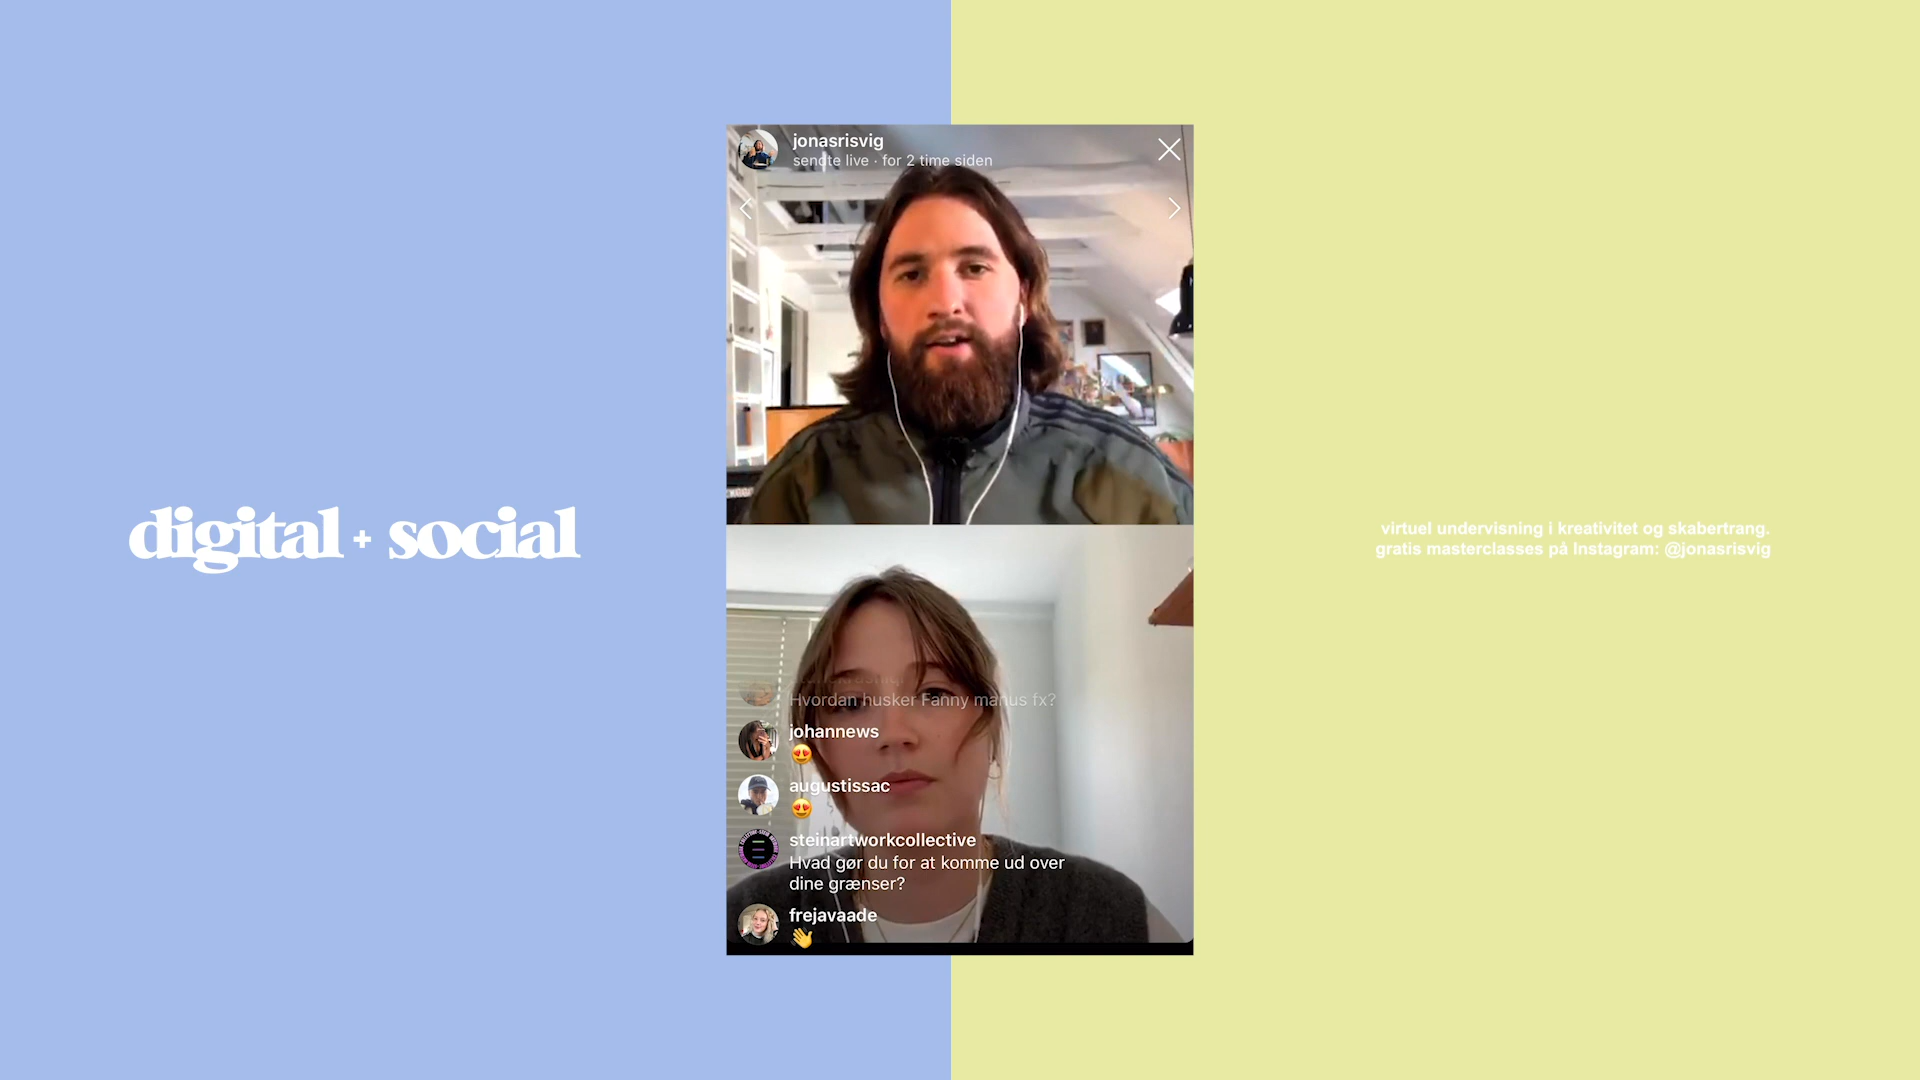 digital + social
jonasrisvig
sendte live · for 2 time siden
Hvordan husker Fanny manus fx?
johannews
😍
augustissac
😍
steinartworkcollective
Hvad gør du for at komme ud over
dine grænser?
frejavaade
👋
virtuel undervisning i kreativitet og skabertrang.
gratis masterclasses på Instagram: @jonasrisvig